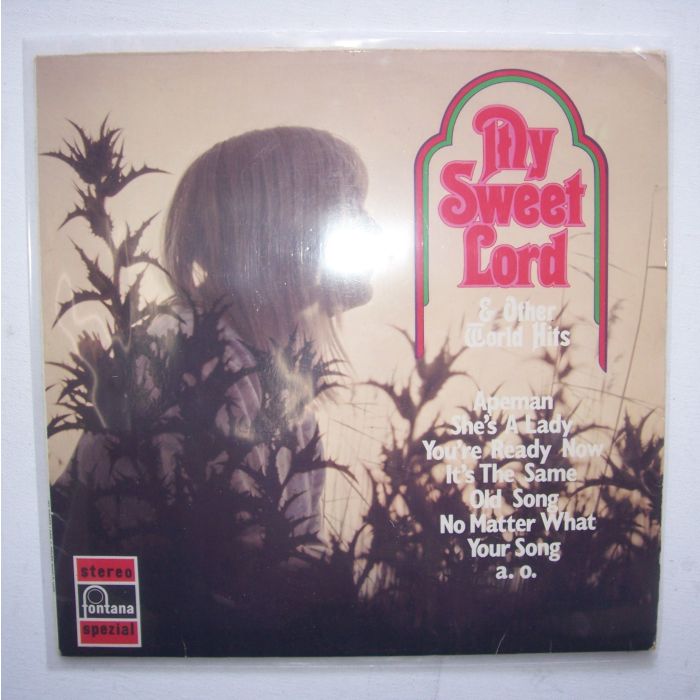 My
Sweet
Lord
& Other
World Hits
Apeman
She's A Lady
You're Ready Now
It's The Same
Old Song
No Matter What
Your Song
a. o.
stereo
fontana
spezial